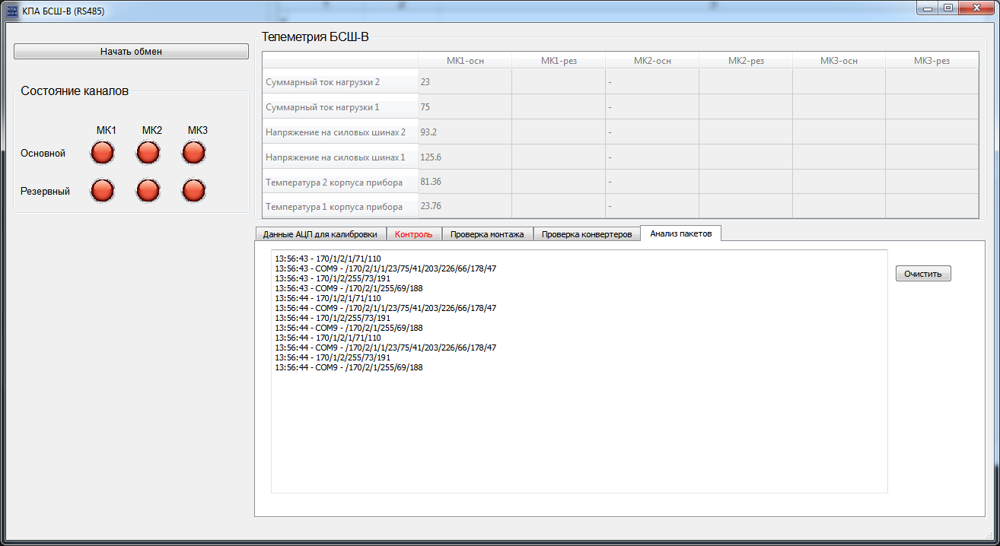 КПА БСШ-В (RS485)
Начать обмен
Состояние каналов
МК1 МК2 МК3
Основной
Резервный
Телеметрия БСШ-В
МК1-осн МК1-рез МК2-осн МК2-рез МК3-осн МК3-рез
Суммарный ток нагрузки 2 23 -
Суммарный ток нагрузки 1 75 -
Напряжение на силовых шинах 2 93.2 -
Напряжение на силовых шинах 1 125.6 -
Температура 2 корпуса прибора 81.36 -
Температура 1 корпуса прибора 23.76 -
Данные АЦП для калибровки Контроль Проверка монтажа Проверка конвертеров Анализ пакетов
13:56:43 - 170/1/2/1/71/110
13:56:43 - COM9 - /170/2/1/1/23/75/41/203/226/66/178/47
13:56:43 - 170/1/2/255/73/191
13:56:43 - COM9 - /170/2/1/255/69/188
13:56:44 - 170/1/2/1/71/110
13:56:44 - COM9 - /170/2/1/1/23/75/41/203/226/66/178/47
13:56:44 - 170/1/2/255/73/191
13:56:44 - COM9 - /170/2/1/255/69/188
13:56:44 - 170/1/2/1/71/110
13:56:44 - COM9 - /170/2/1/1/23/75/41/203/226/66/178/47
13:56:44 - 170/1/2/255/73/191
13:56:44 - COM9 - /170/2/1/255/69/188
Очистить